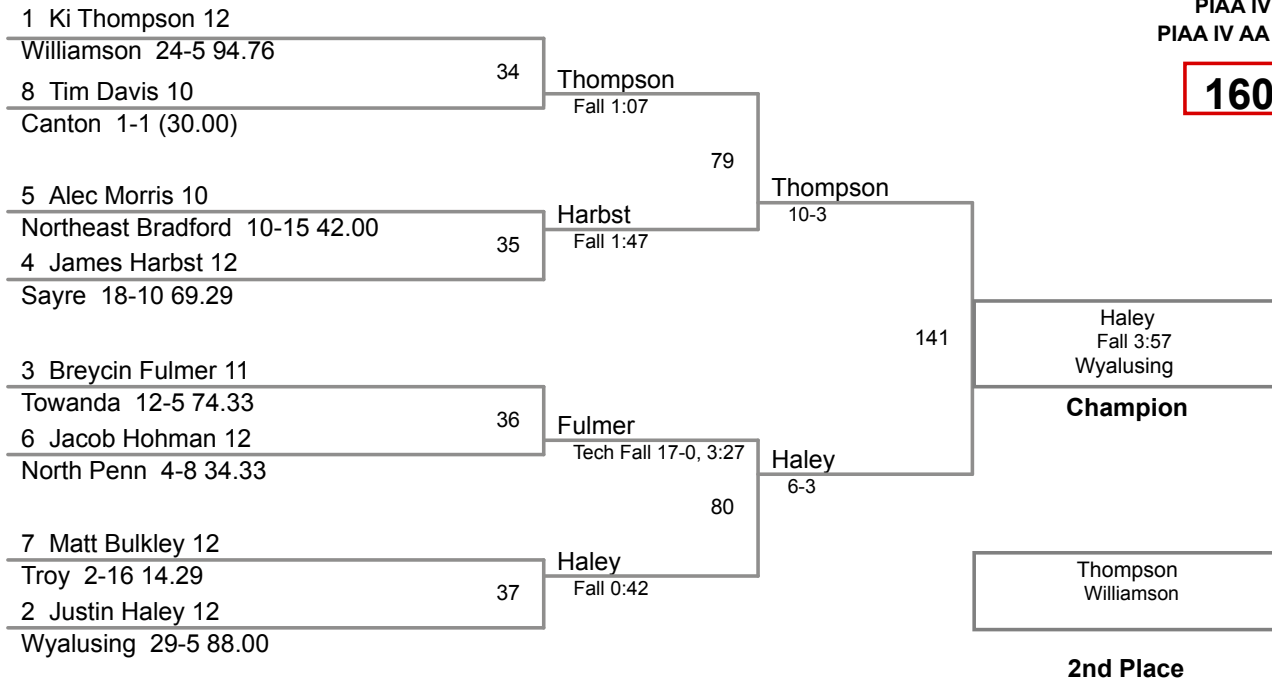 PIAA IV
PIAA IV AA
160
1 Ki Thompson 12
Williamson 24-5 94.76
8 Tim Davis 10
Canton 1-1 (30.00)
34
Thompson
Fall 1:07
5 Alec Morris 10
Northeast Bradford 10-15 42.00
4 James Harbst 12
Sayre 18-10 69.29
35
Harbst
Fall 1:47
79
Thompson
10-3
3 Breycin Fulmer 11
Towanda 12-5 74.33
6 Jacob Hohman 12
North Penn 4-8 34.33
36
Fulmer
Tech Fall 17-0, 3:27
7 Matt Bulkley 12
Troy 2-16 14.29
2 Justin Haley 12
Wyalusing 29-5 88.00
37
Haley
Fall 0:42
80
Haley
6-3
141
Haley
Fall 3:57
Wyalusing
Champion
Thompson
Williamson
2nd Place